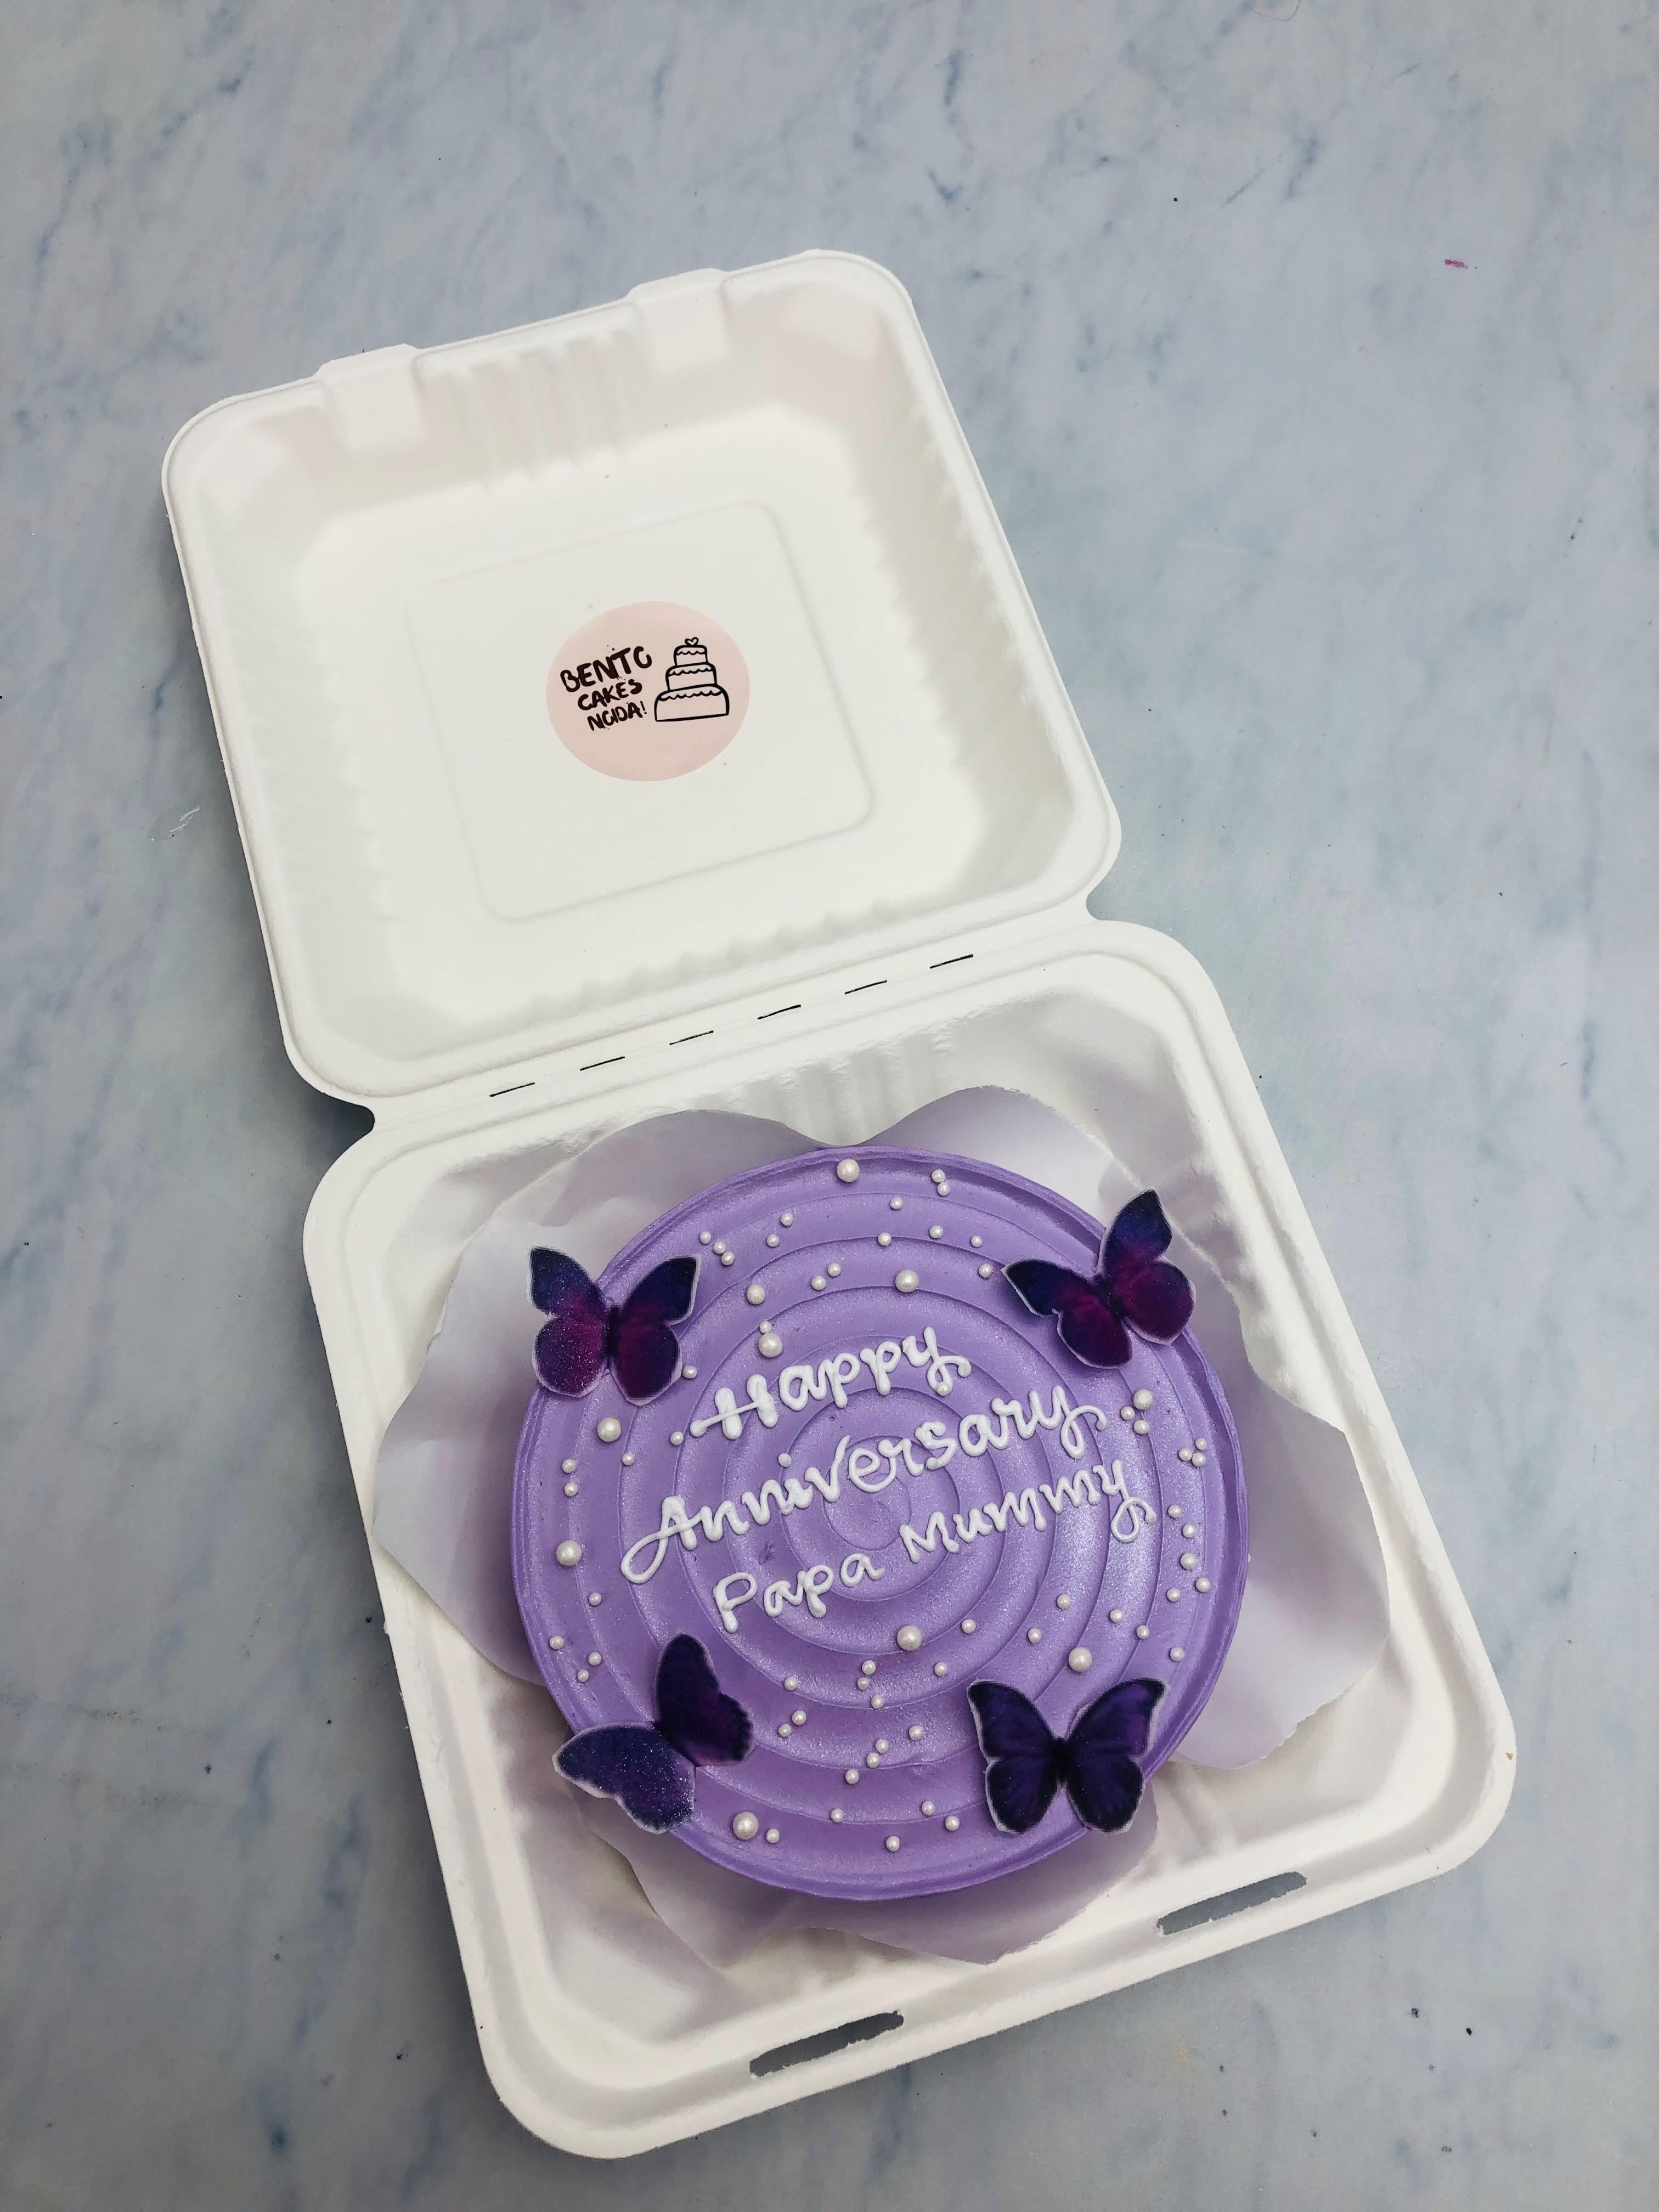 BENTO
CAKES
NOIDA!
Happy
Anniversary
Papa Mummy